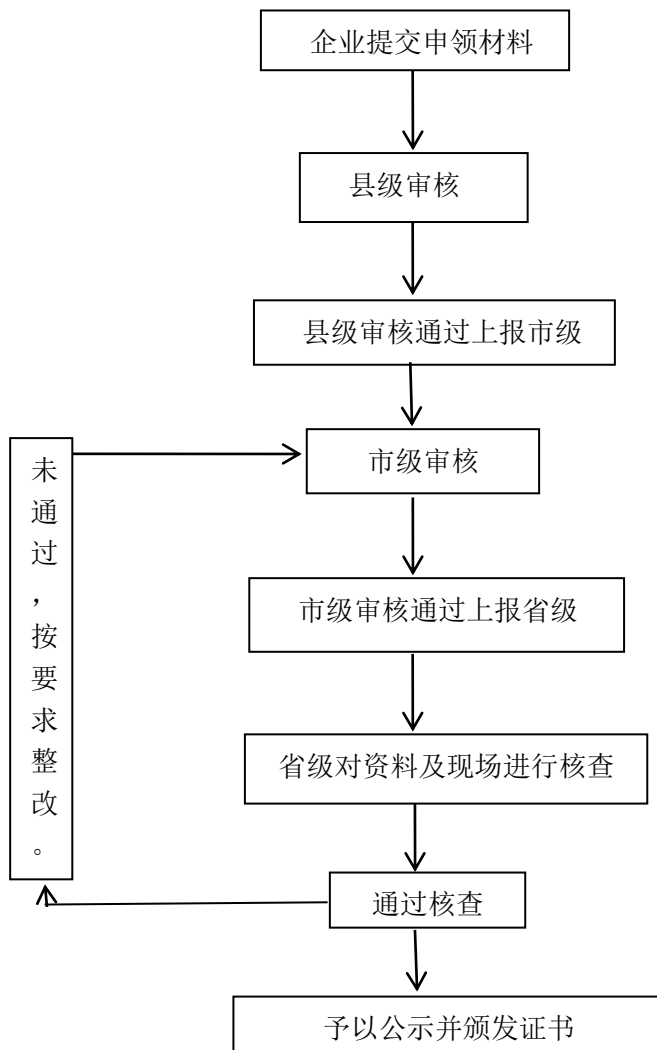 企业提交申领材料
县级审核
县级审核通过上报市级
市级审核
未通过，按要求整改。
市级审核通过上报省级
省级对资料及现场进行核查
通过核查
予以公示并颁发证书